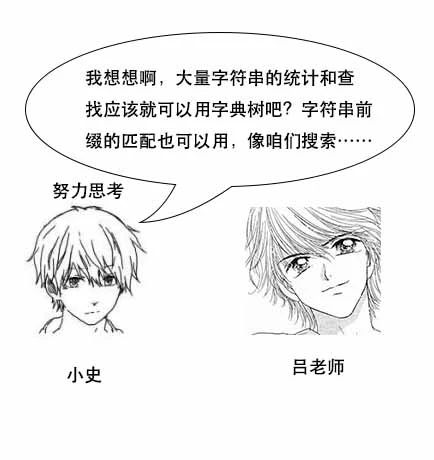 我想想啊，大量字符串的统计和查
找应该就可以用字典树吧？字符串前
缀的匹配也可以用，像咱们搜索……
努力思考
小史
吕老师